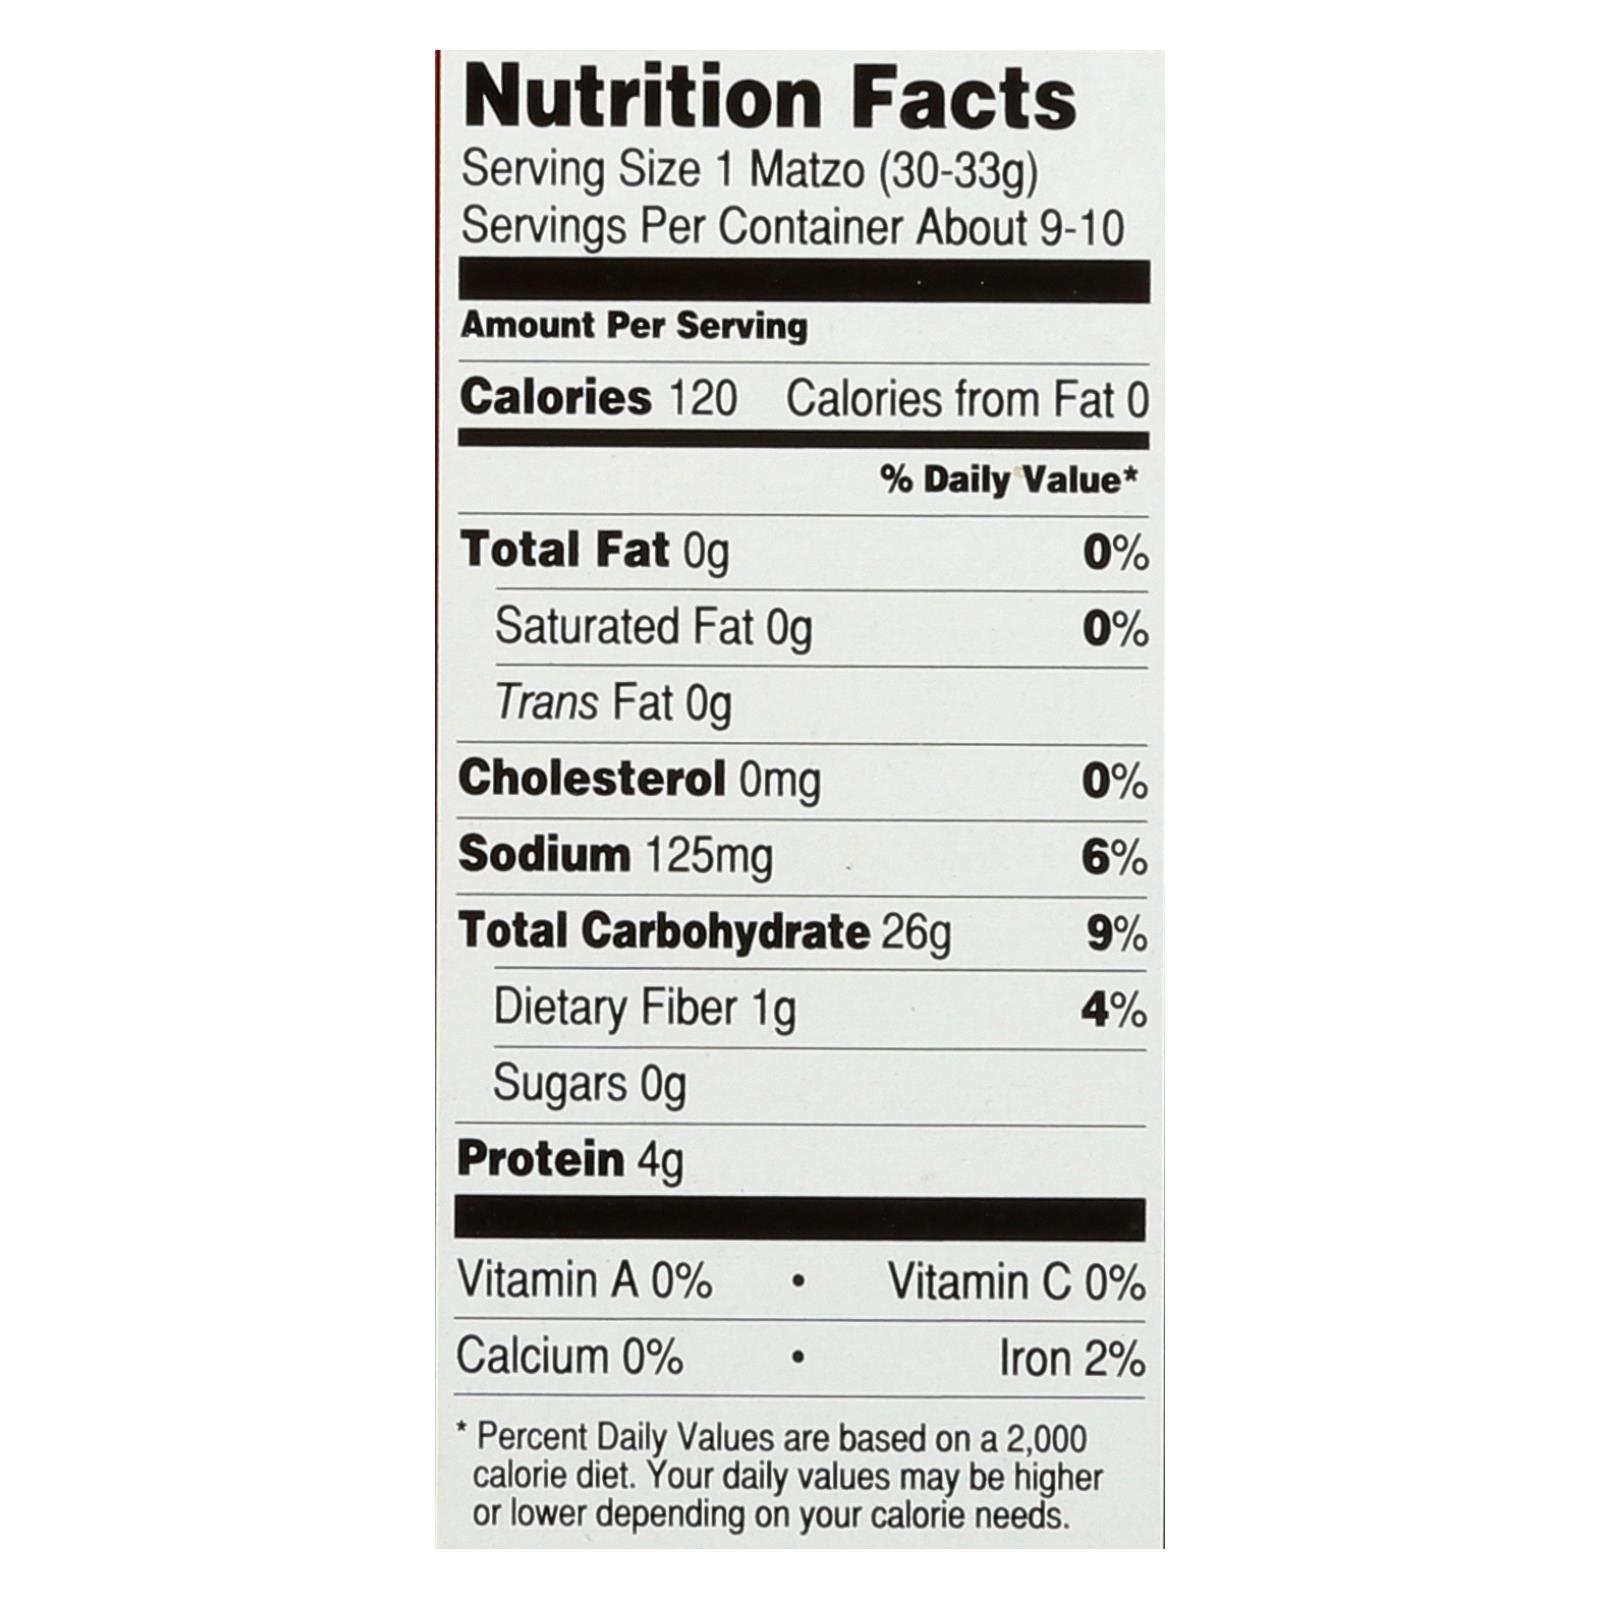 Nutrition Facts
Serving Size 1 Matzo (30-33g)
Servings Per Container About 9-10
Amount Per Serving
Calories 120 Calories from Fat 0
% Daily Value*
Total Fat 0g 0%
Saturated Fat 0g 0%
Trans Fat 0g
Cholesterol 0mg 0%
Sodium 125mg 6%
Total Carbohydrate 26g 9%
Dietary Fiber 1g 4%
Sugars 0g
Protein 4g
Vitamin A 0% • Vitamin C 0%
Calcium 0% • Iron 2%
* Percent Daily Values are based on a 2,000
calorie diet. Your daily values may be higher
or lower depending on your calorie needs.